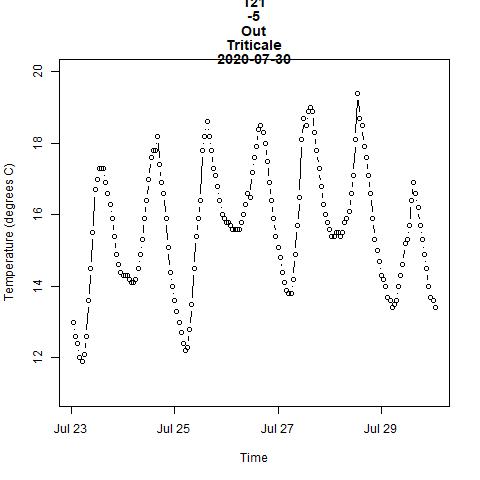 121
-5
Out
Triticale
2020-07-30
Temperature (degrees C)
20
18
16
14
12
Jul 23
Jul 25
Jul 27
Jul 29
Time